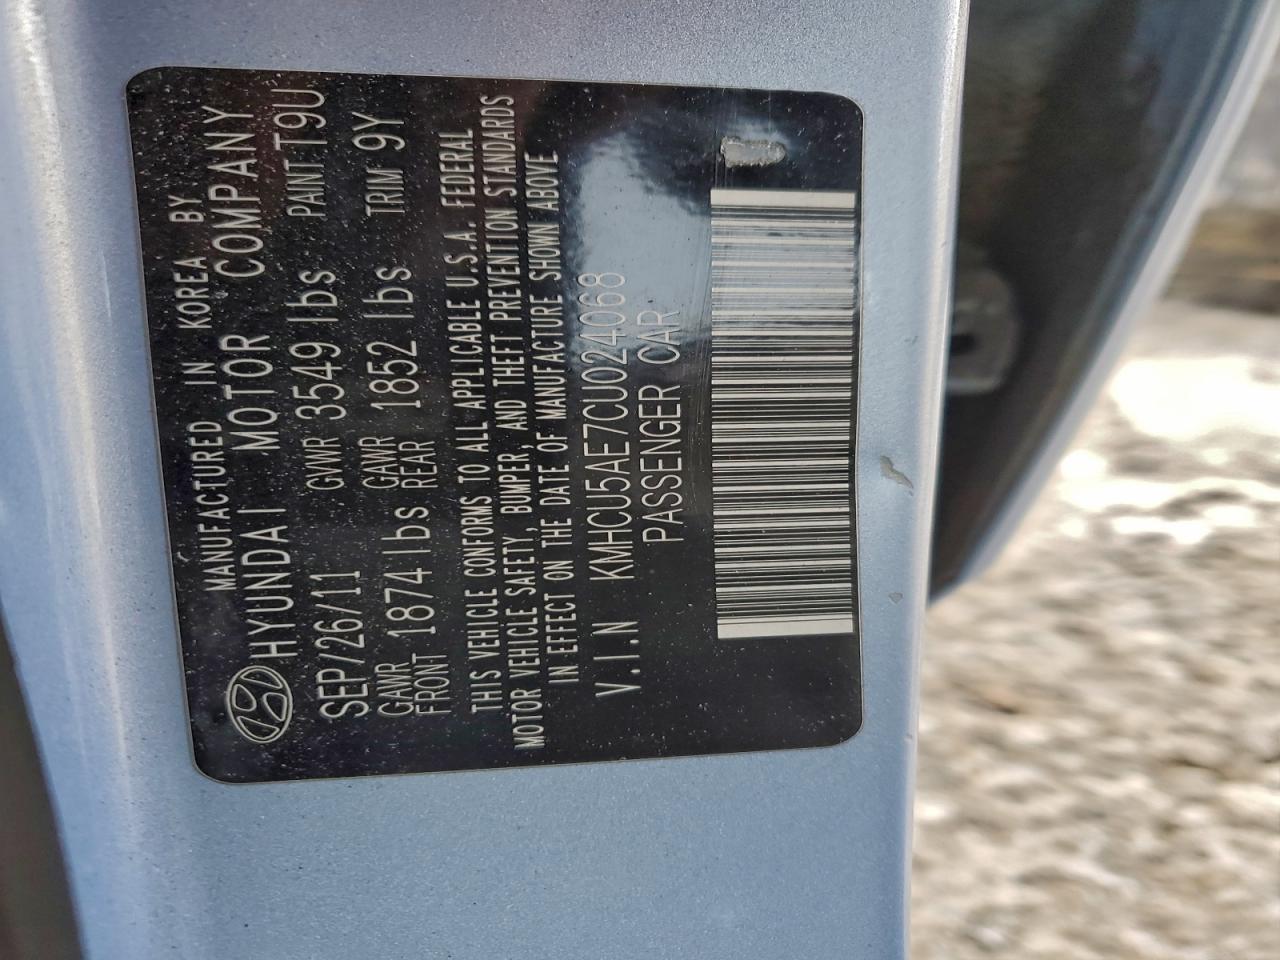 MANUFACTURED IN KOREA BY
HYUNDAI MOTOR COMPANY
SEP/26/11 GVWR 3549 lbs PAINT T9U
GAWR FRONT 1874 lbs GAWR REAR 1852 lbs TRIM 9Y
THIS VEHICLE CONFORMS TO ALL APPLICABLE U.S.A. FEDERAL
MOTOR VEHICLE SAFETY, BUMPER, AND THEFT PREVENTION STANDARDS
IN EFFECT ON THE DATE OF MANUFACTURE SHOWN ABOVE
V.I.N KMHCU5AE7CU024068
PASSENGER CAR